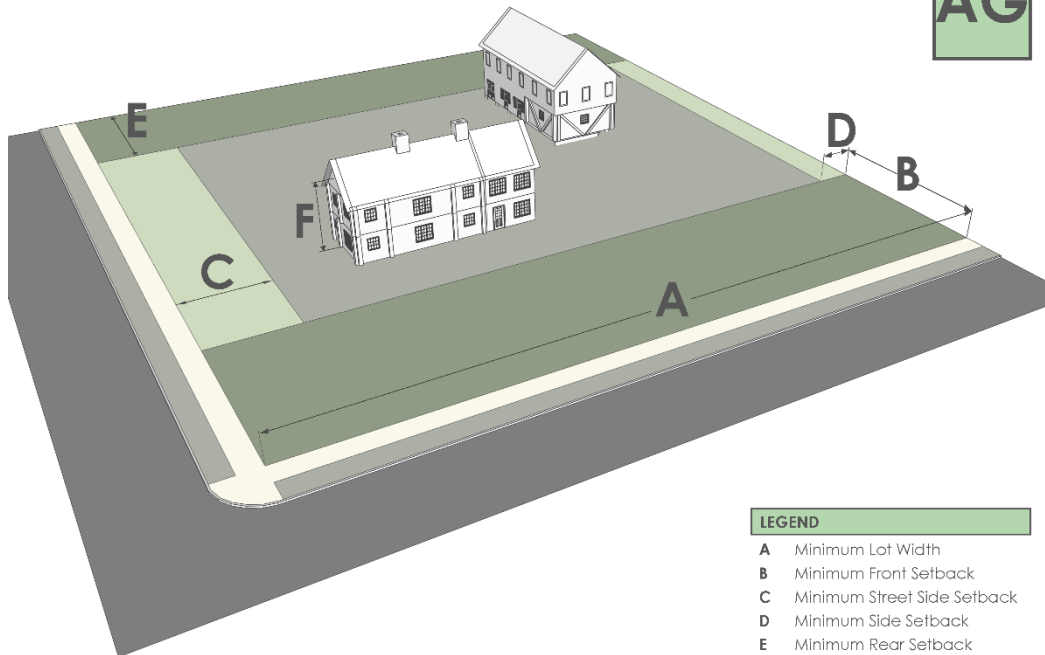 AG
E
D
B
F
C
A
LEGEND
A Minimum Lot Width
B Minimum Front Setback
C Minimum Street Side Setback
D Minimum Side Setback
E Minimum Rear Setback